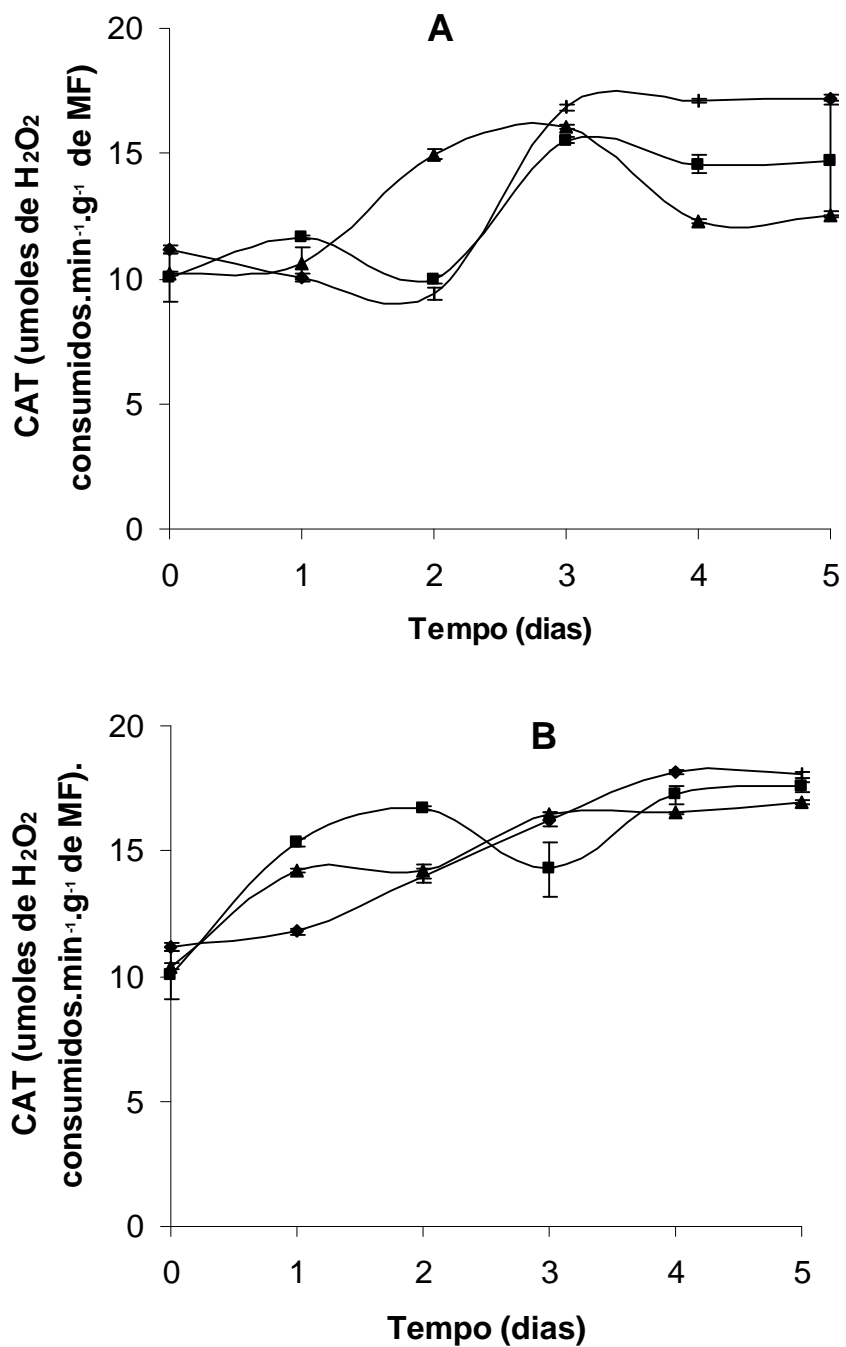 A
CAT (umoles de H2O2
consumidos.min-1.g-1 de MF)
20
15
10
5
0
0 1 2 3 4 5
Tempo (dias)
B
CAT (umoles de H2O2
consumidos.min-1.g-1 de MF).
20
15
10
5
0
0 1 2 3 4 5
Tempo (dias)